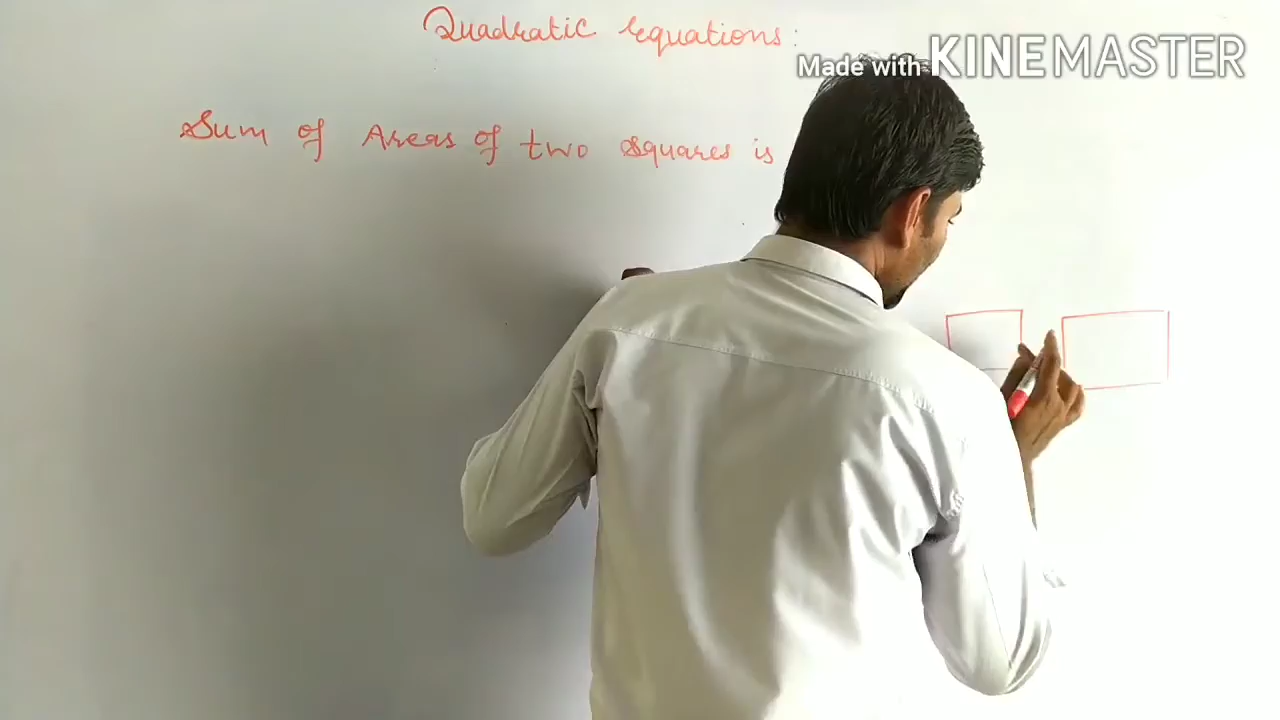 Quadratic Equations:
Made with KINEMASTER
Sum of Areas of two squares is